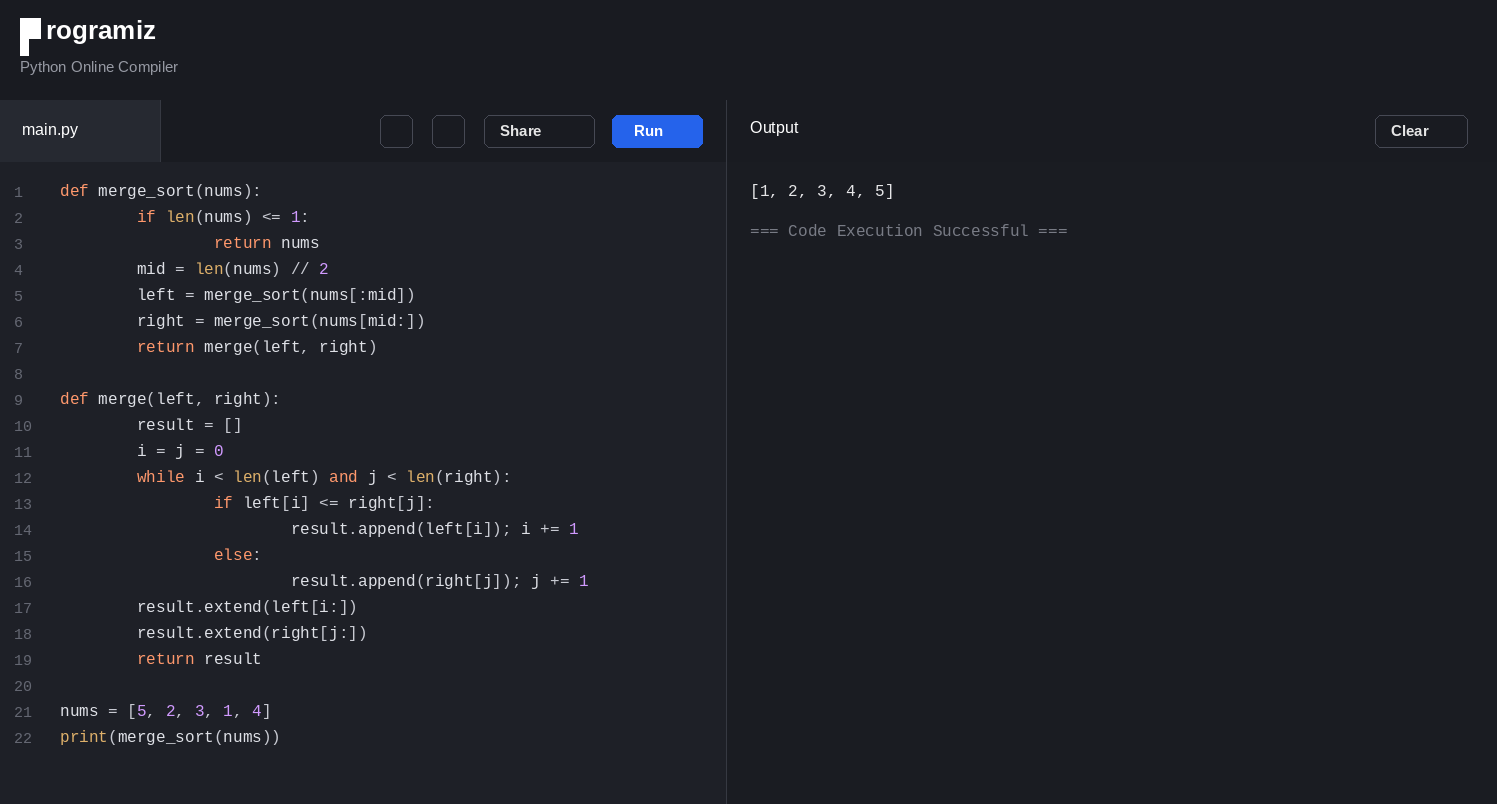 Programiz
Python Online Compiler
main.py
Share
Run
Output
Clear
1 def merge_sort(nums):
2         if len(nums) <= 1:
3                 return nums
4         mid = len(nums) // 2
5         left = merge_sort(nums[:mid])
6         right = merge_sort(nums[mid:])
7         return merge(left, right)
8
9 def merge(left, right):
10         result = []
11         i = j = 0
12         while i < len(left) and j < len(right):
13                 if left[i] <= right[j]:
14                         result.append(left[i]); i += 1
15                 else:
16                         result.append(right[j]); j += 1
17         result.extend(left[i:])
18         result.extend(right[j:])
19         return result
20
21 nums = [5, 2, 3, 1, 4]
22 print(merge_sort(nums))
[1, 2, 3, 4, 5]
=== Code Execution Successful ===